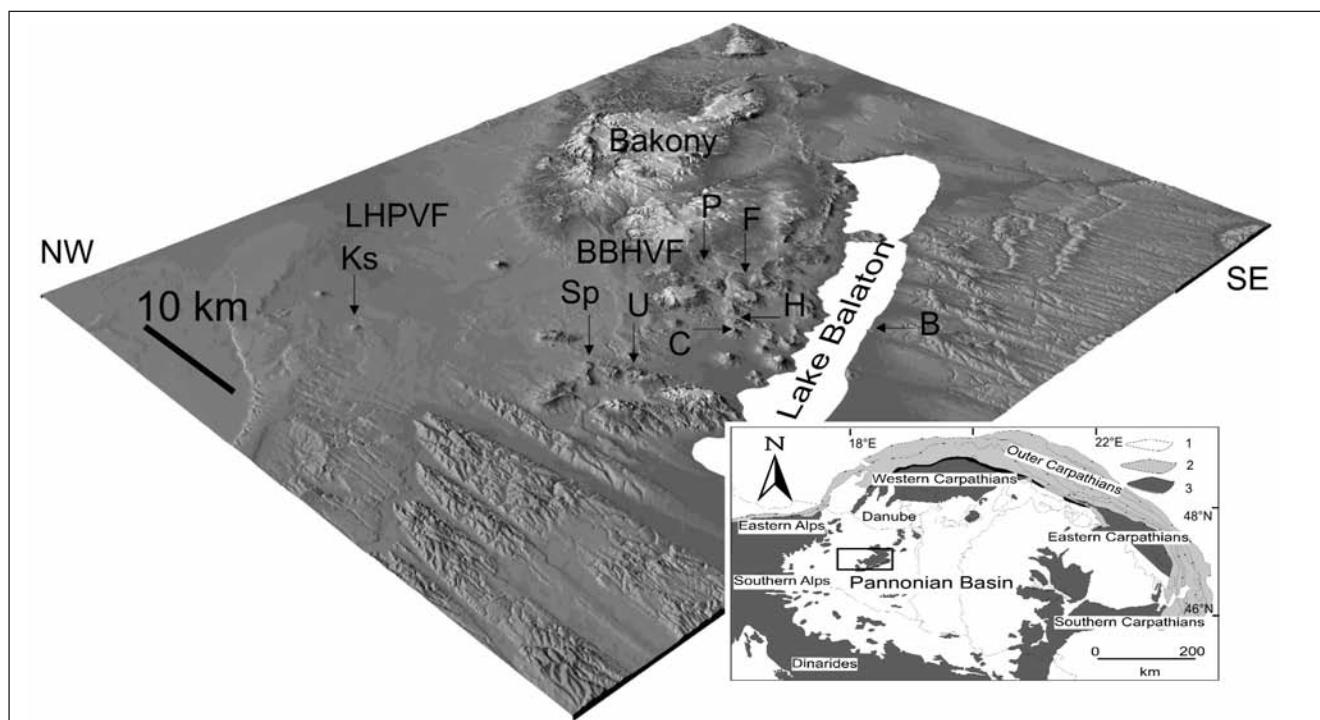 Bakony
LHPVF
P
F
NW
Ks
BBHVF
SE
10 km
Sp
U
H
C
B
Lake Balaton
N
18°E
22°E
1
2
3
Outer Carpathians
Western Carpathians
48°N
Eastern Alps
Danube
Eastern Carpathians
Southern Alps
Pannonian Basin
46°N
Southern Carpathians
0 200
km
Dinarides